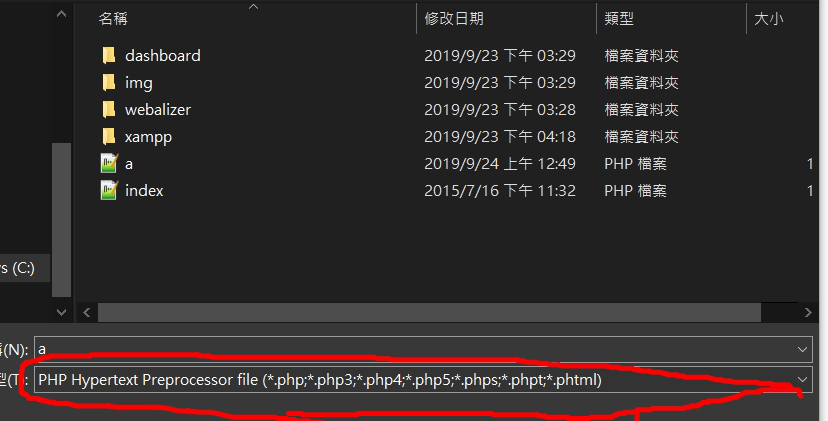 名稱 修改日期 類型 大小
dashboard 2019/9/23 下午 03:29 檔案資料夾
img 2019/9/23 下午 03:29 檔案資料夾
webalizer 2019/9/23 下午 03:28 檔案資料夾
xampp 2019/9/23 下午 04:18 檔案資料夾
a 2019/9/24 上午 12:49 PHP 檔案 1
index 2015/7/16 下午 11:32 PHP 檔案 1
s (C:)
(N): a
型(T): PHP Hypertext Preprocessor file (*.php;*.php3;*.php4;*.php5;*.phps;*.phpt;*.phtml)